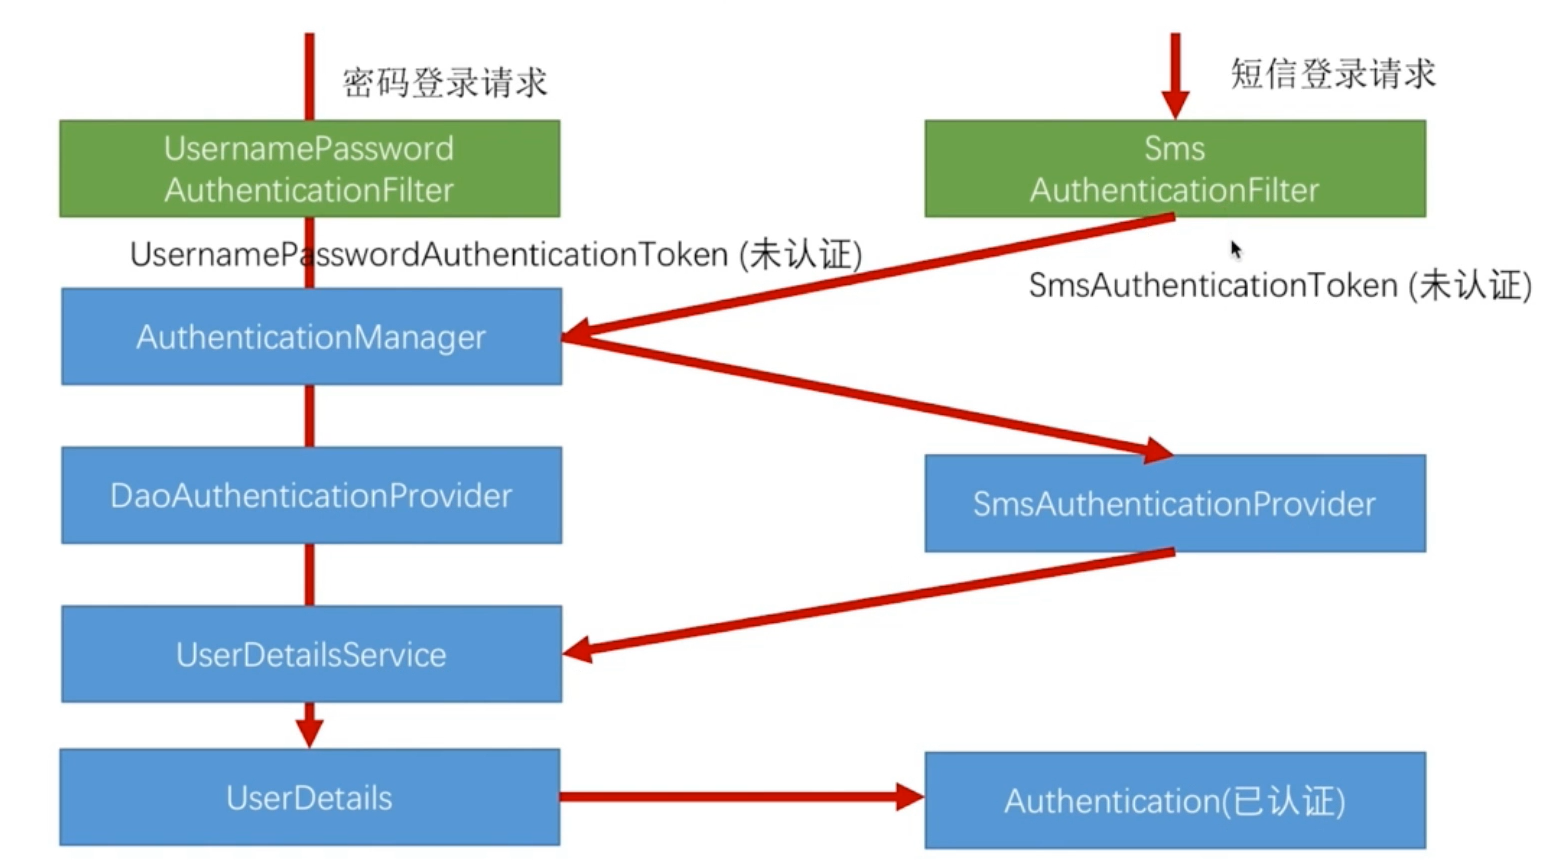 密码登录请求
短信登录请求
UsernamePassword
AuthenticationFilter
Sms
AuthenticationFilter
UsernamePasswordAuthenticationToken (未认证)
SmsAuthenticationToken (未认证)
AuthenticationManager
DaoAuthenticationProvider
SmsAuthenticationProvider
UserDetailsService
UserDetails
Authentication(已认证)